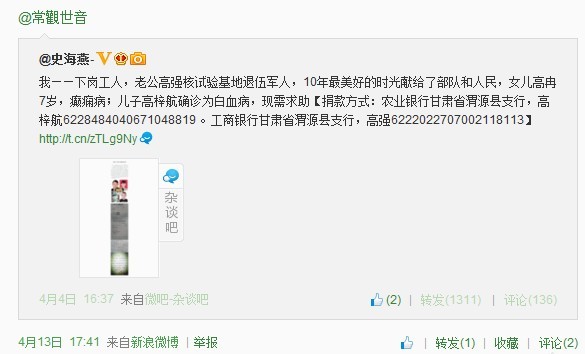 @常觀世音
@史海燕-
我一一下岗工人，老公高强核试验基地退伍军人，10年最美好的时光献给了部队和人民，女儿高冉
7岁，癫痫病；儿子高梓航确诊为白血病，现需求助【捐款方式：农业银行甘肃省渭源县支行，高
梓航6228484040671048819。工商银行甘肃省渭源县支行，高强6222022707002118113】
http://t.cn/zTLg9Ny
杂谈吧
4月4日 16:37 来自微吧-杂谈吧 (2) | 转发(1311) | 评论(136)
4月13日 17:41 来自新浪微博 | 举报 | 转发(1) | 收藏 | 评论(2)